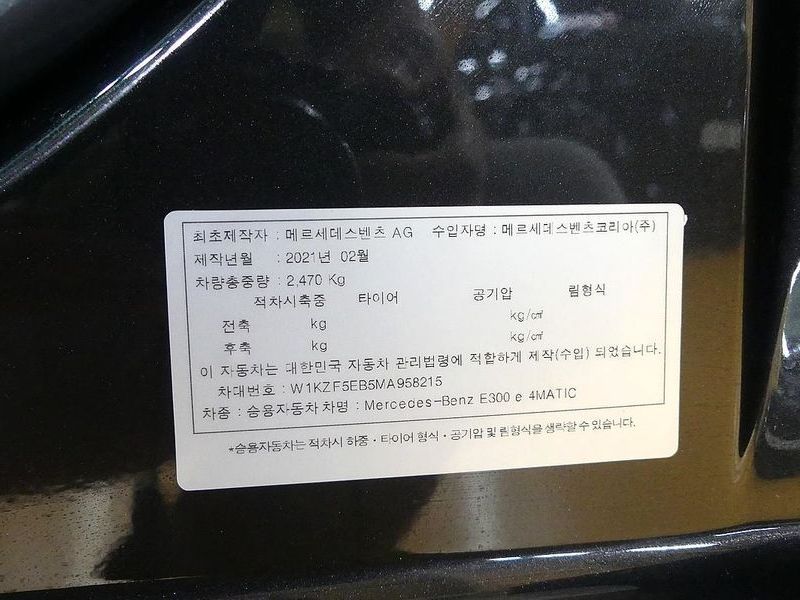 최초제작자 : 메르세데스벤츠 AG 수입자명 : 메르세데스벤츠코리아(주)
제작년월 : 2021년 02월
차량총중량 : 2,470 Kg
적차시축중 타이어 공기압 림형식
전축 kg kg/㎠
후축 kg kg/㎠
이 자동차는 대한민국 자동차 관리법령에 적합하게 제작(수입) 되었습니다.
차대번호 : W1KZF5EB5MA958215
차종 : 승용자동차 차명 : Mercedes-Benz E300 e 4MATIC
*승용자동차는 적차시 하중·타이어 형식·공기압 및 림형식을 생략할 수 있습니다.